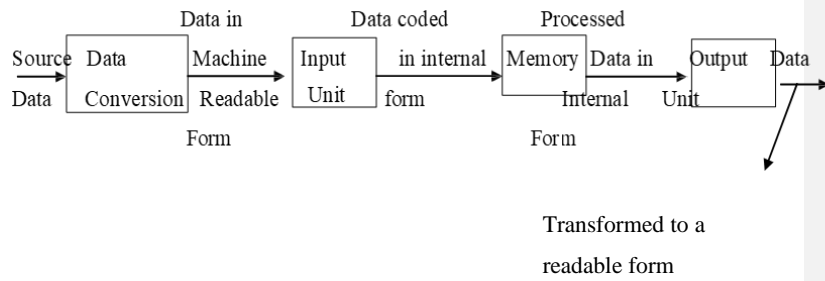 Data in Data coded Processed
Source Data Machine Input in internal Memory Data in Output Data
Data Conversion Readable Unit form Internal Unit
Form Form
Transformed to a
readable form